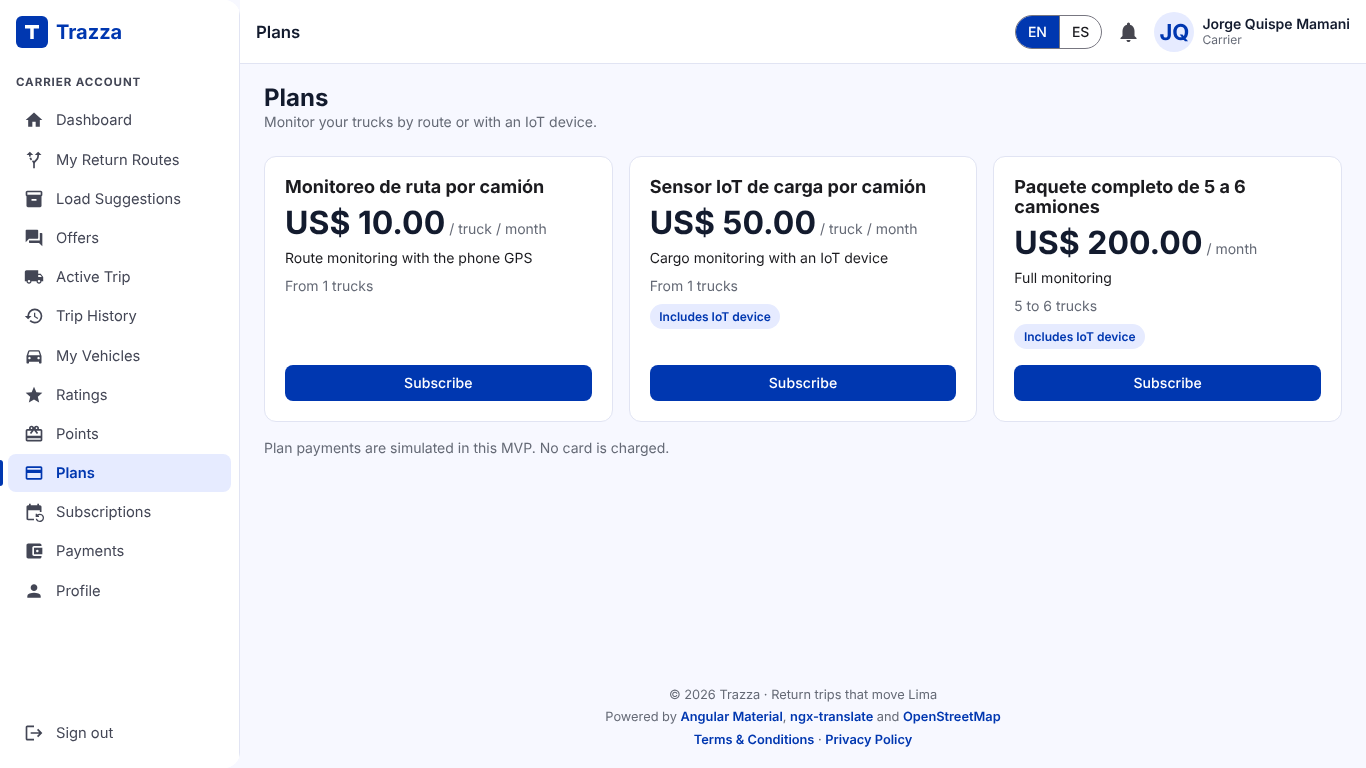 T Trazza
CARRIER ACCOUNT
Dashboard
My Return Routes
Load Suggestions
Offers
Active Trip
Trip History
My Vehicles
Ratings
Points
Plans
Subscriptions
Payments
Profile
Sign out
Plans
EN ES
JQ
Jorge Quispe Mamani
Carrier
Plans
Monitor your trucks by route or with an IoT device.
Monitoreo de ruta por camión
US$ 10.00 / truck / month
Route monitoring with the phone GPS
From 1 trucks
Subscribe
Sensor IoT de carga por camión
US$ 50.00 / truck / month
Cargo monitoring with an IoT device
From 1 trucks
Includes IoT device
Subscribe
Paquete completo de 5 a 6
camiones
US$ 200.00 / month
Full monitoring
5 to 6 trucks
Includes IoT device
Subscribe
Plan payments are simulated in this MVP. No card is charged.
© 2026 Trazza · Return trips that move Lima
Powered by Angular Material, ngx-translate and OpenStreetMap
Terms & Conditions · Privacy Policy